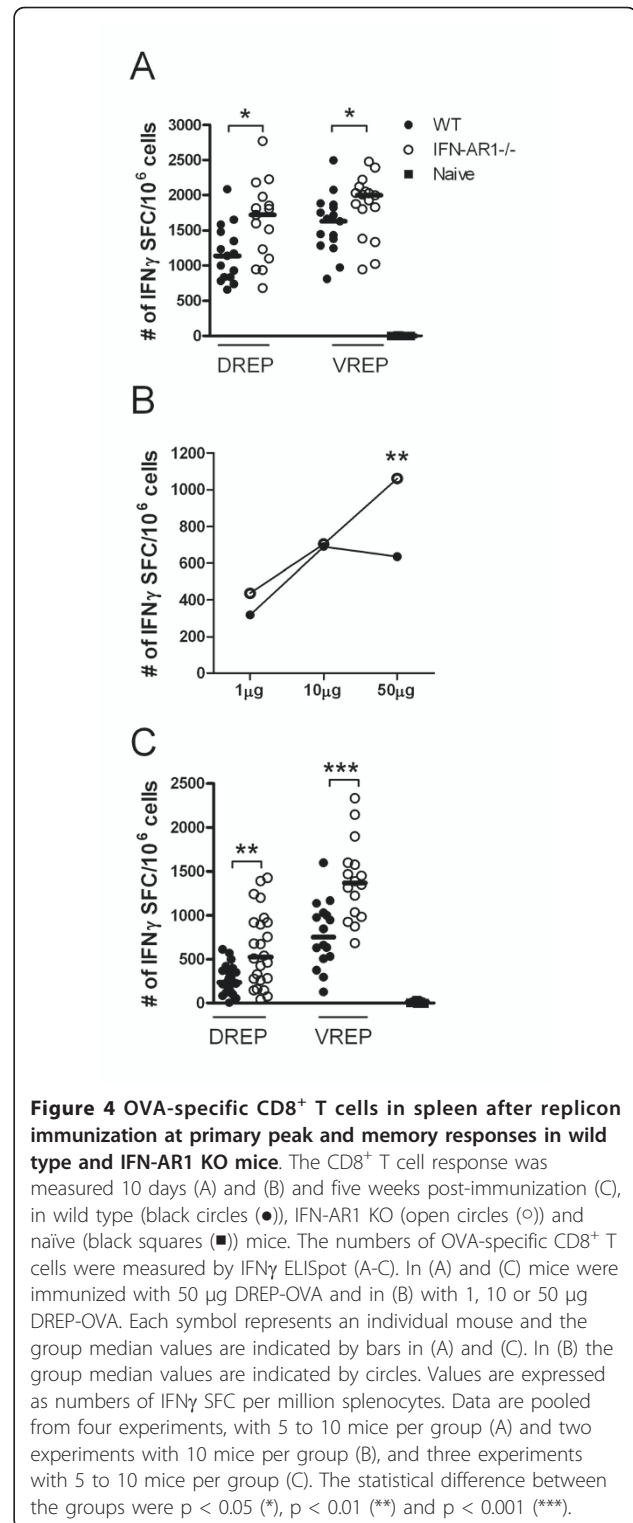 A
* *
● WT
○ IFN-AR1-/-
■ Naive
# of IFNγ SFC/10⁶ cells
3000
2500
2000
1500
1000
500
0
DREP VREP
B
# of IFNγ SFC/10⁶ cells
1200
1000
800
600
400
200
0
**
1µg 10µg 50µg
C
# of IFNγ SFC/10⁶ cells
2500
2000
1500
1000
500
0
** ***
DREP VREP
Figure 4 OVA-specific CD8⁺ T cells in spleen after replicon
immunization at primary peak and memory responses in wild
type and IFN-AR1 KO mice. The CD8⁺ T cell response was
measured 10 days (A) and (B) and five weeks post-immunization (C),
in wild type (black circles (●)), IFN-AR1 KO (open circles (○)) and
naïve (black squares (■)) mice. The numbers of OVA-specific CD8⁺ T
cells were measured by IFNγ ELISpot (A-C). In (A) and (C) mice were
immunized with 50 μg DREP-OVA and in (B) with 1, 10 or 50 μg
DREP-OVA. Each symbol represents an individual mouse and the
group median values are indicated by bars in (A) and (C). In (B) the
group median values are indicated by circles. Values are expressed
as numbers of IFNγ SFC per million splenocytes. Data are pooled
from four experiments, with 5 to 10 mice per group (A) and two
experiments with 10 mice per group (B), and three experiments
with 5 to 10 mice per group (C). The statistical difference between
the groups were p < 0.05 (*), p < 0.01 (**) and p < 0.001 (***).